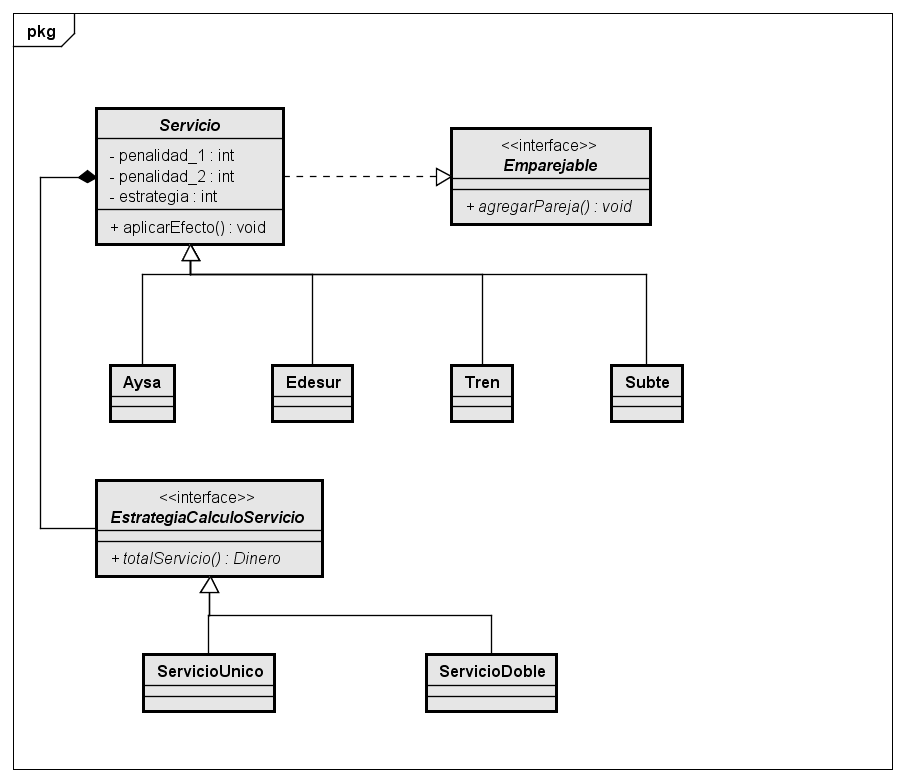 pkg
Servicio
- penalidad_1 : int
- penalidad_2 : int
- estrategia : int
+ aplicarEfecto() : void
<<interface>>
Emparejable
+ agregarPareja() : void
Aysa
Edesur
Tren
Subte
<<interface>>
EstrategiaCalculoServicio
+ totalServicio() : Dinero
ServicioUnico
ServicioDoble